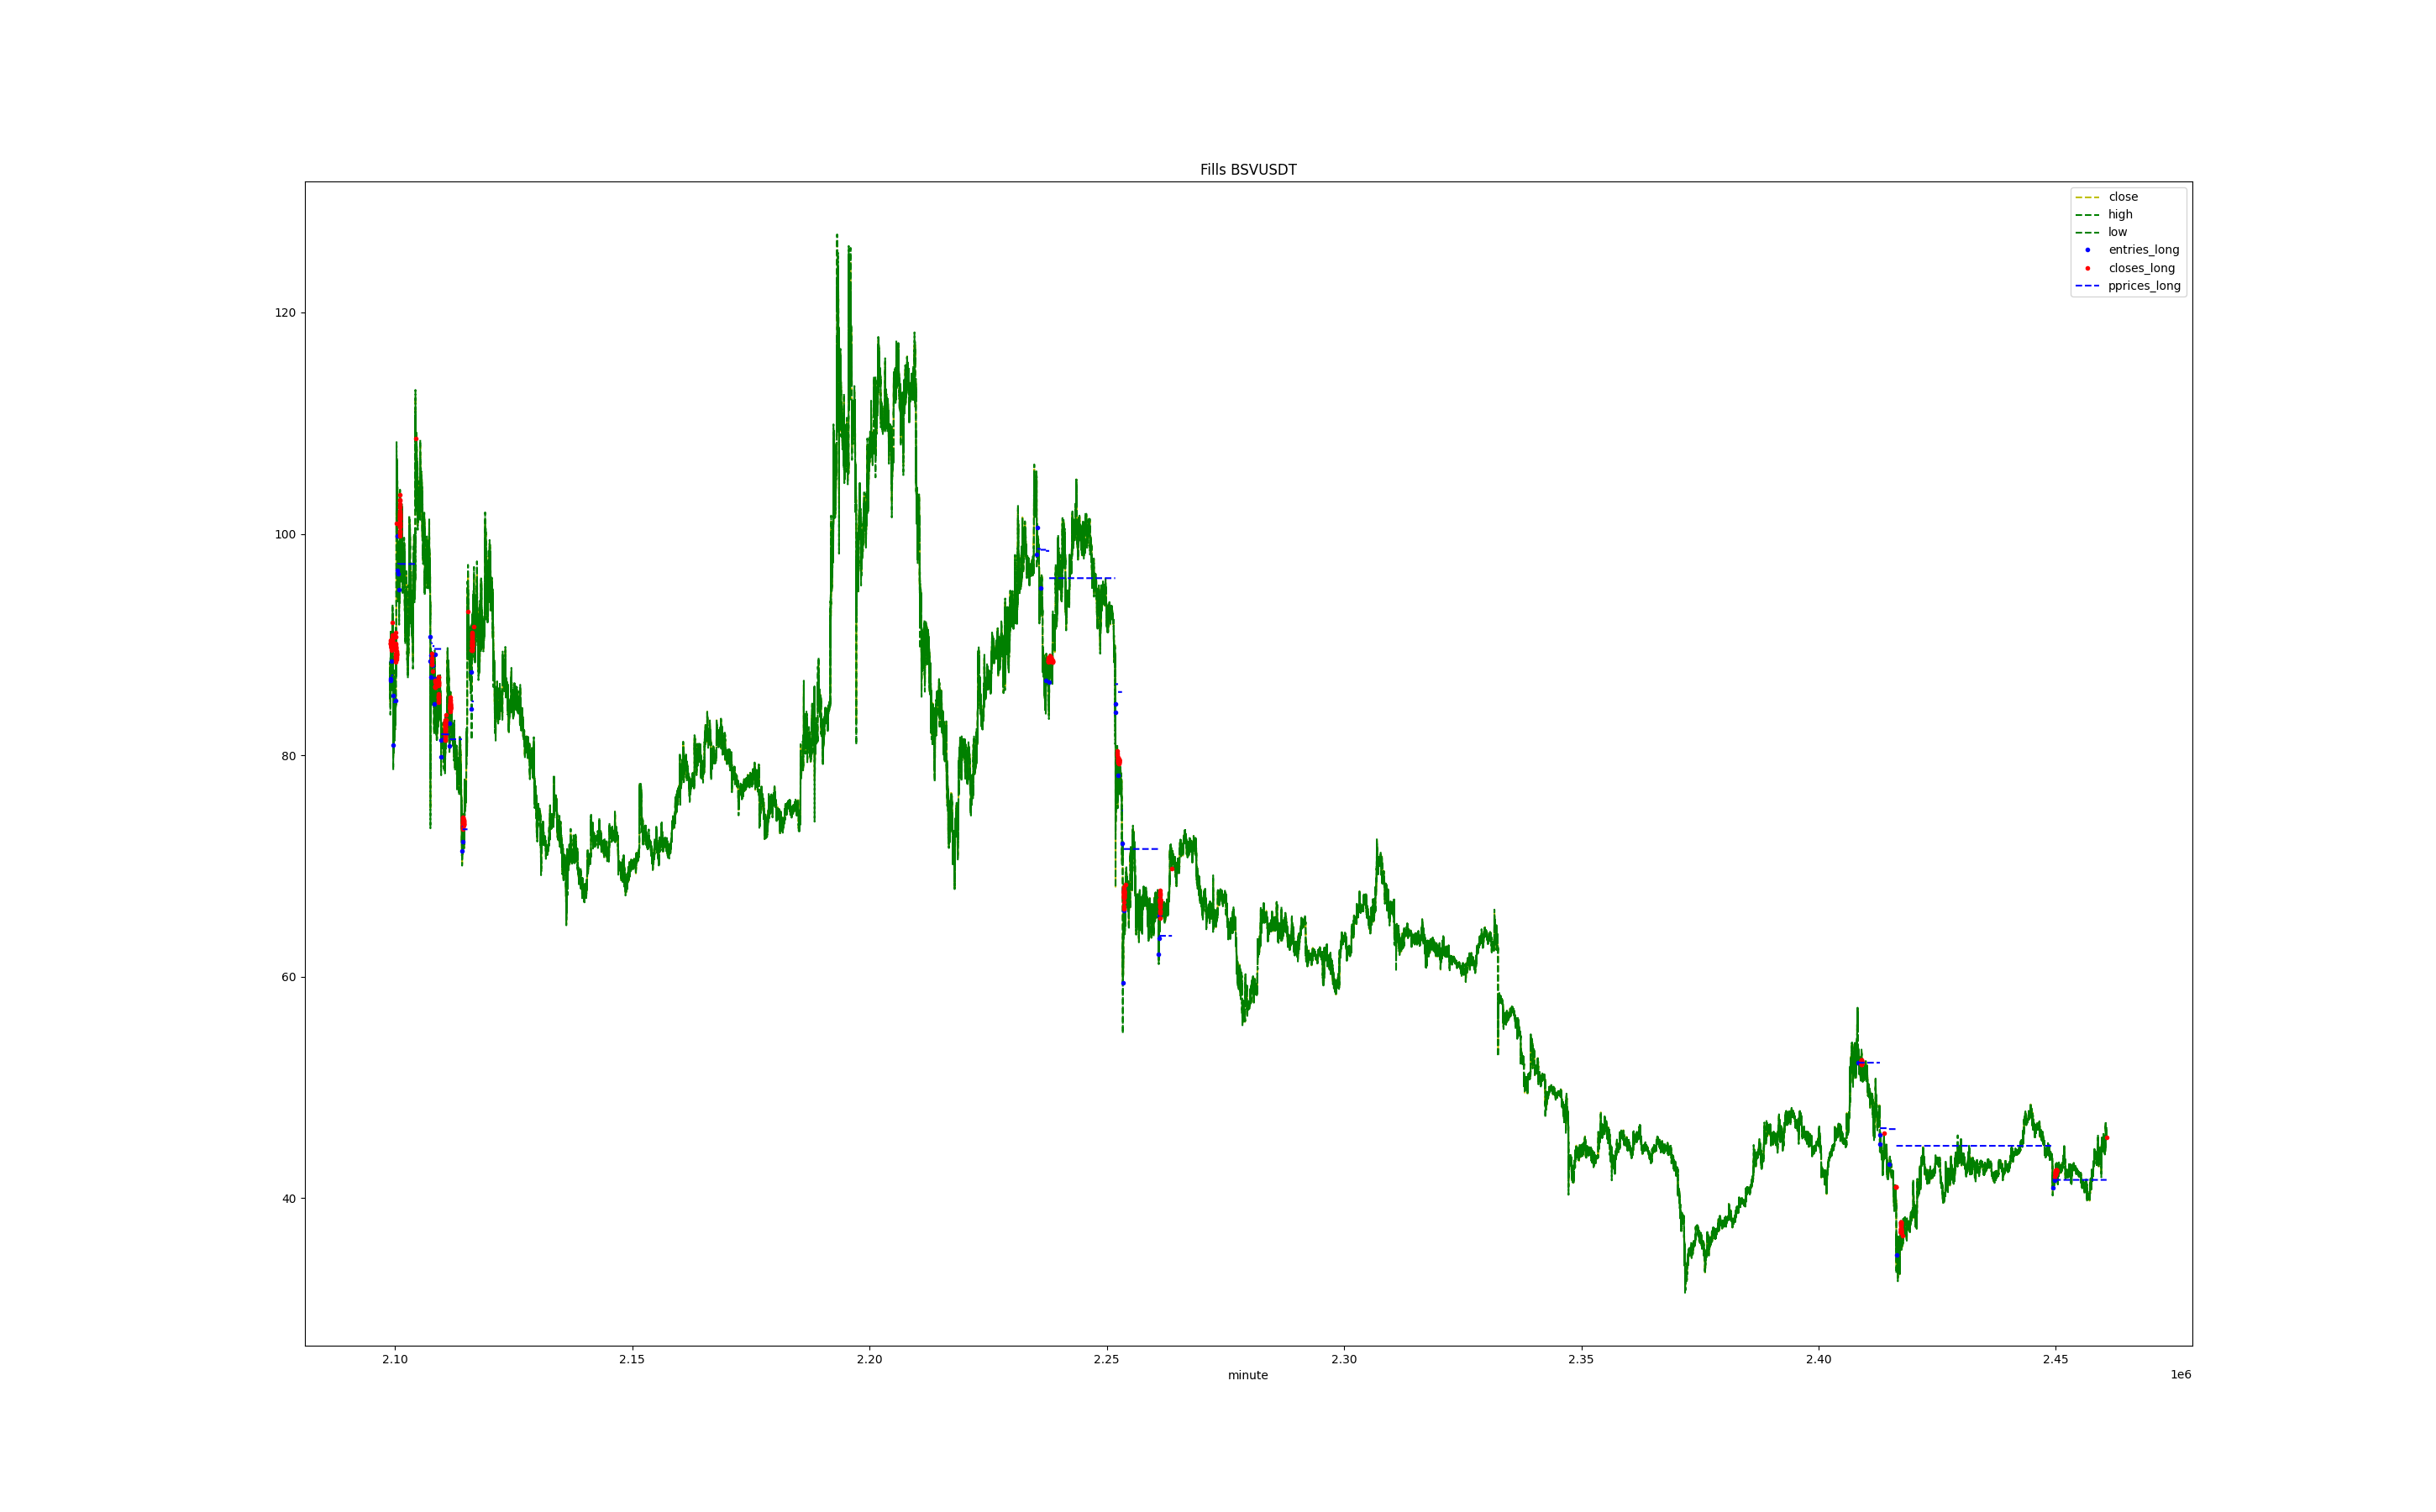 Fills BSVUSDT
close
high
low
entries_long
closes_long
pprices_long
120
100
80
60
40
2.10 2.15 2.20 2.25 2.30 2.35 2.40 2.45
minute
1e6